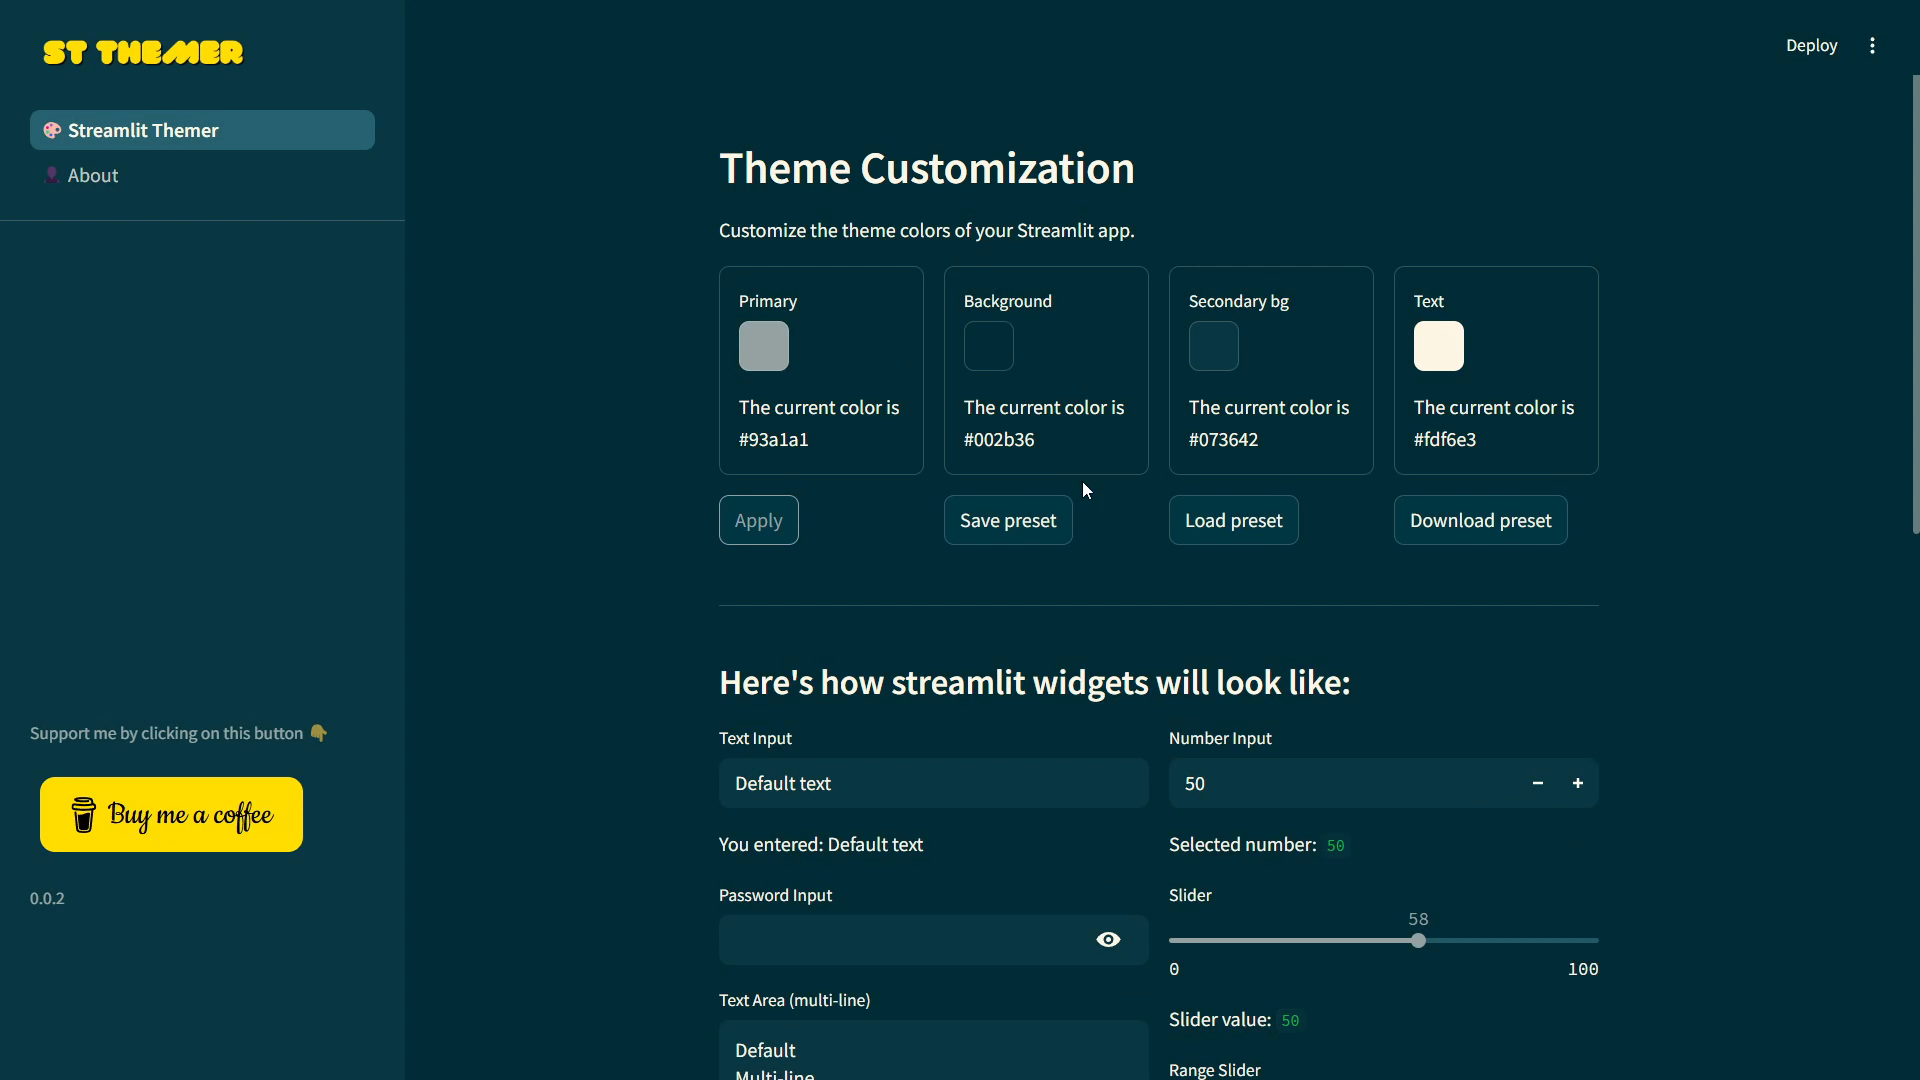 ST THEMER
Deploy
Streamlit Themer
About
Theme Customization
Customize the theme colors of your Streamlit app.
Primary
The current color is
#93a1a1
Background
The current color is
#002b36
Secondary bg
The current color is
#073642
Text
The current color is
#fdf6e3
Apply
Save preset
Load preset
Download preset
Here's how streamlit widgets will look like:
Text Input
Default text
You entered: Default text
Password Input
Text Area (multi-line)
Default
Multi-line
Number Input
50
Selected number: 50
Slider
58
0
100
Slider value: 50
Range Slider
Support me by clicking on this button
Buy me a coffee
0.0.2